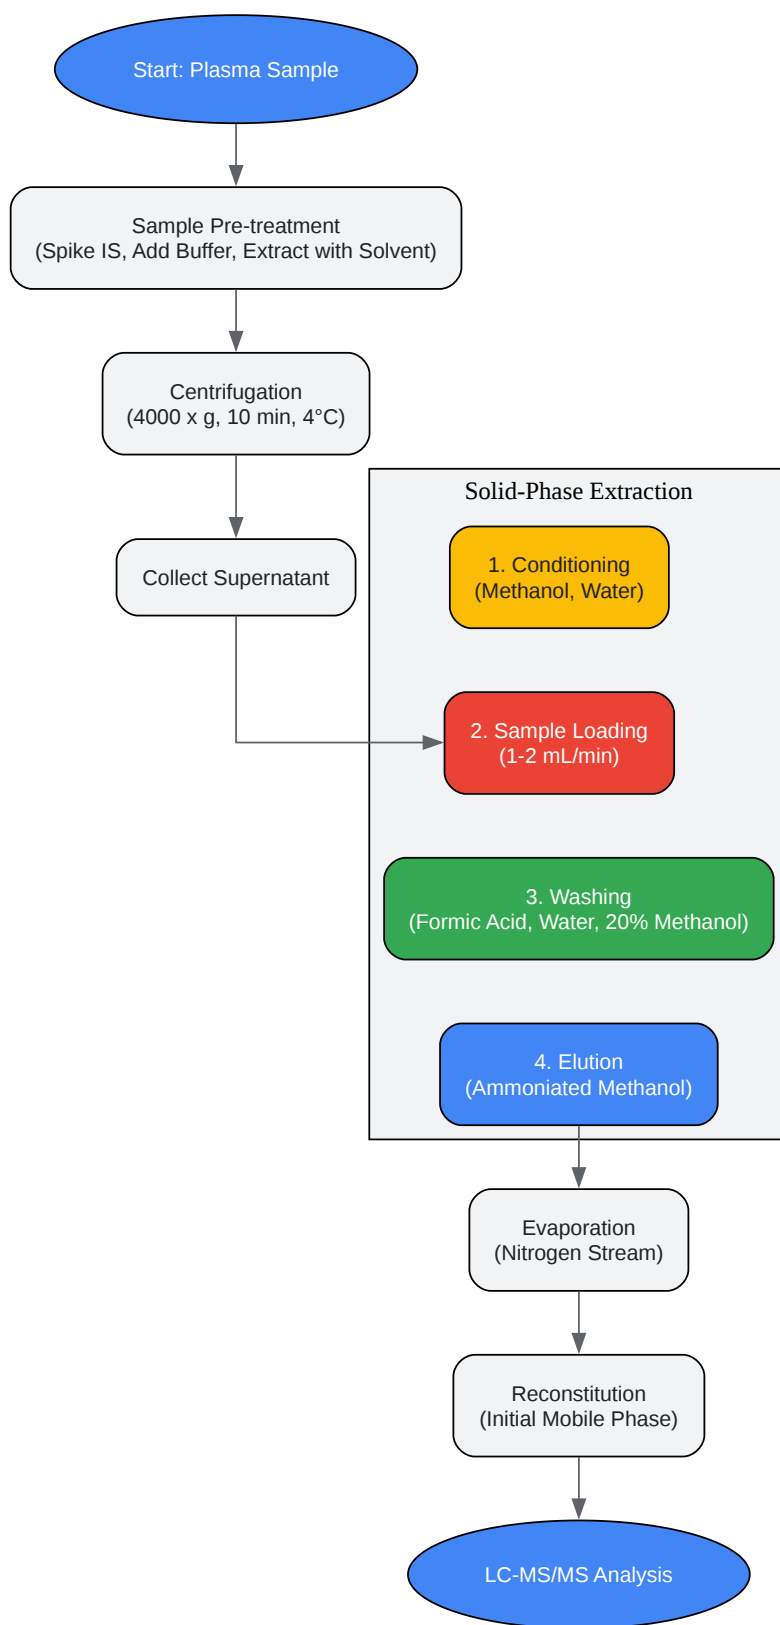 Start: Plasma Sample
Sample Pre-treatment
(Spike IS, Add Buffer, Extract with Solvent)
Centrifugation
(4000 x g, 10 min, 4°C)
Collect Supernatant
Solid-Phase Extraction
1. Conditioning
(Methanol, Water)
2. Sample Loading
(1-2 mL/min)
3. Washing
(Formic Acid, Water, 20% Methanol)
4. Elution
(Ammoniated Methanol)
Evaporation
(Nitrogen Stream)
Reconstitution
(Initial Mobile Phase)
LC-MS/MS Analysis